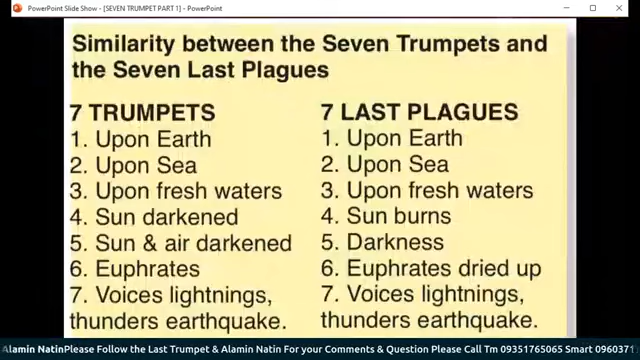 PowerPoint Slide Show - [SEVEN TRUMPET PART 1] - PowerPoint
Similarity between the Seven Trumpets and
the Seven Last Plagues
7 TRUMPETS
1. Upon Earth
2. Upon Sea
3. Upon fresh waters
4. Sun darkened
5. Sun & air darkened
6. Euphrates
7. Voices lightnings,
thunders earthquake.
7 LAST PLAGUES
1. Upon Earth
2. Upon Sea
3. Upon fresh waters
4. Sun burns
5. Darkness
6. Euphrates dried up
7. Voices lightnings,
thunders earthquake.
Alamin NatinPlease Follow the Last Trumpet & Alamin Natin For your Comments & Question Please Call Tm 09351765065 Smart 0960371